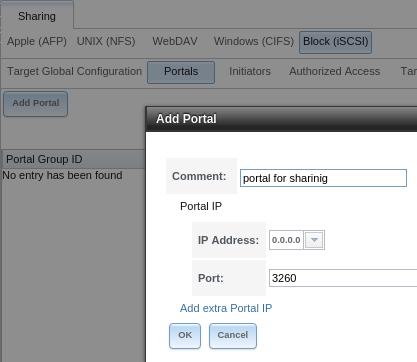 Sharing
Apple (AFP) UNIX (NFS) WebDAV Windows (CIFS) Block (iSCSI)
Target Global Configuration Portals Initiators Authorized Access Tar
Add Portal
Add Portal
Portal Group ID
No entry has been found
Comment: portal for sharinig
Portal IP
IP Address: 0.0.0.0
Port: 3260
Add extra Portal IP
OK Cancel